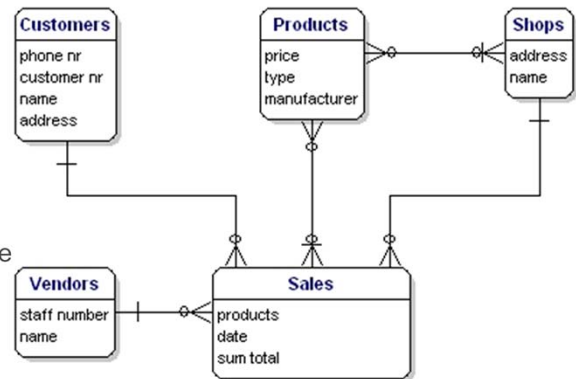 Customers
phone nr
customer nr
name
address
Products
price
type
manufacturer
Shops
address
name
e
Vendors
staff number
name
Sales
products
date
sum total